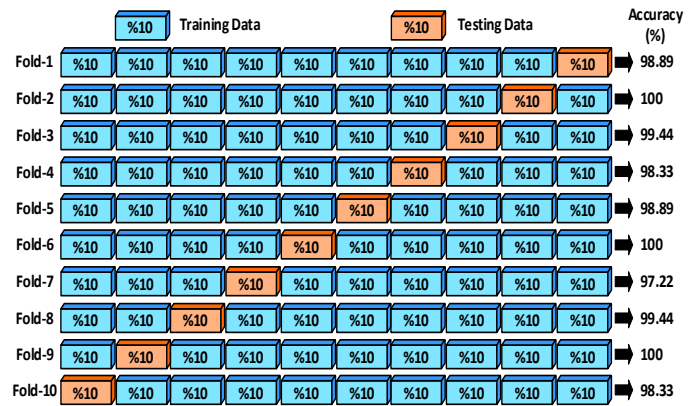 %10 Training Data %10 Testing Data Accuracy (%)
Fold-1 %10 %10 %10 %10 %10 %10 %10 %10 %10 %10 98.89
Fold-2 %10 %10 %10 %10 %10 %10 %10 %10 %10 %10 100
Fold-3 %10 %10 %10 %10 %10 %10 %10 %10 %10 %10 99.44
Fold-4 %10 %10 %10 %10 %10 %10 %10 %10 %10 %10 98.33
Fold-5 %10 %10 %10 %10 %10 %10 %10 %10 %10 %10 98.89
Fold-6 %10 %10 %10 %10 %10 %10 %10 %10 %10 %10 100
Fold-7 %10 %10 %10 %10 %10 %10 %10 %10 %10 %10 97.22
Fold-8 %10 %10 %10 %10 %10 %10 %10 %10 %10 %10 99.44
Fold-9 %10 %10 %10 %10 %10 %10 %10 %10 %10 %10 100
Fold-10 %10 %10 %10 %10 %10 %10 %10 %10 %10 %10 98.33